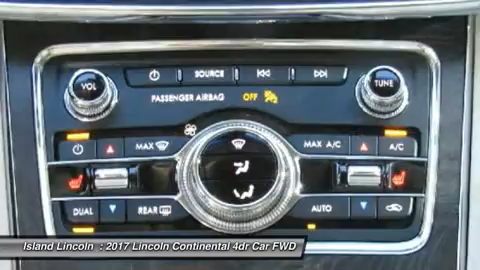 VOL SOURCE TUNE
PASSENGER AIRBAG OFF
MAX MAX A/C A/C
DUAL REAR AUTO
Island Lincoln : 2017 Lincoln Continental 4dr Car FWD